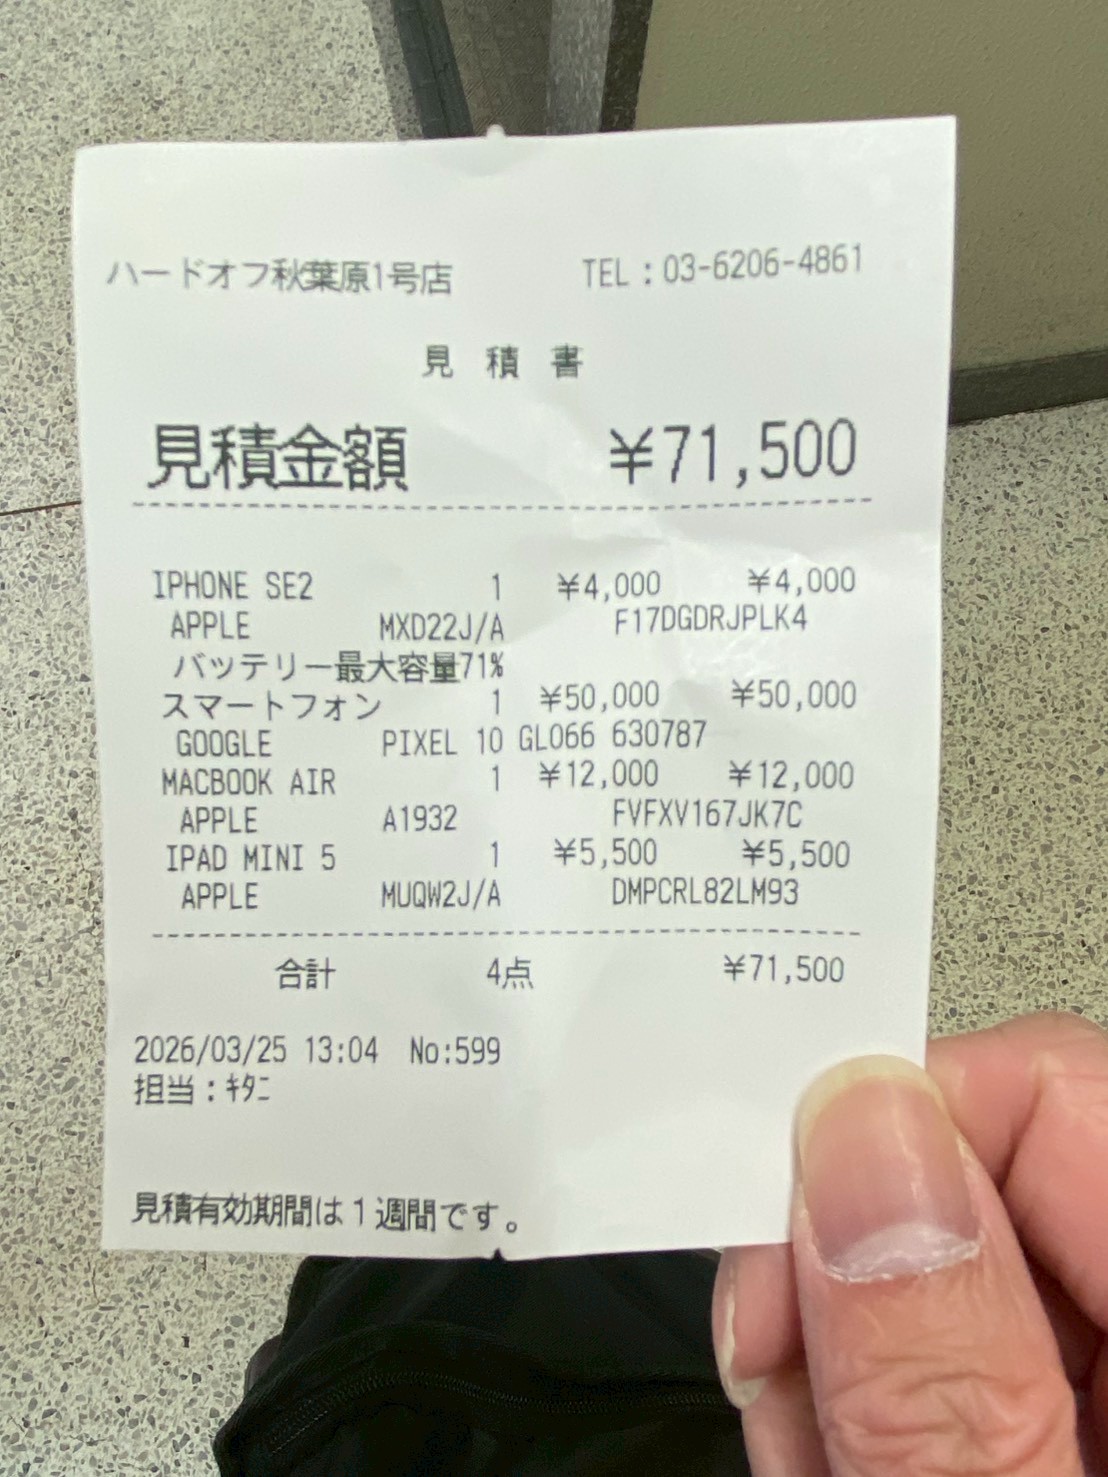 ハードオフ秋葉原1号店 TEL：03-6206-4861
見 積 書
見積金額 ¥71,500
IPHONE SE2 1 ¥4,000 ¥4,000
APPLE MXD22J/A F17DGDRJPLK4
バッテリー最大容量71%
スマートフォン 1 ¥50,000 ¥50,000
GOOGLE PIXEL 10 GL066 630787
MACBOOK AIR 1 ¥12,000 ¥12,000
APPLE A1932 FVFXV167JK7C
IPAD MINI 5 1 ¥5,500 ¥5,500
APPLE MUQW2J/A DMPCRL82LM93
合計 4点 ¥71,500
2026/03/25 13:04 No:599
担当：ｷﾀﾆ
見積有効期間は１週間です。